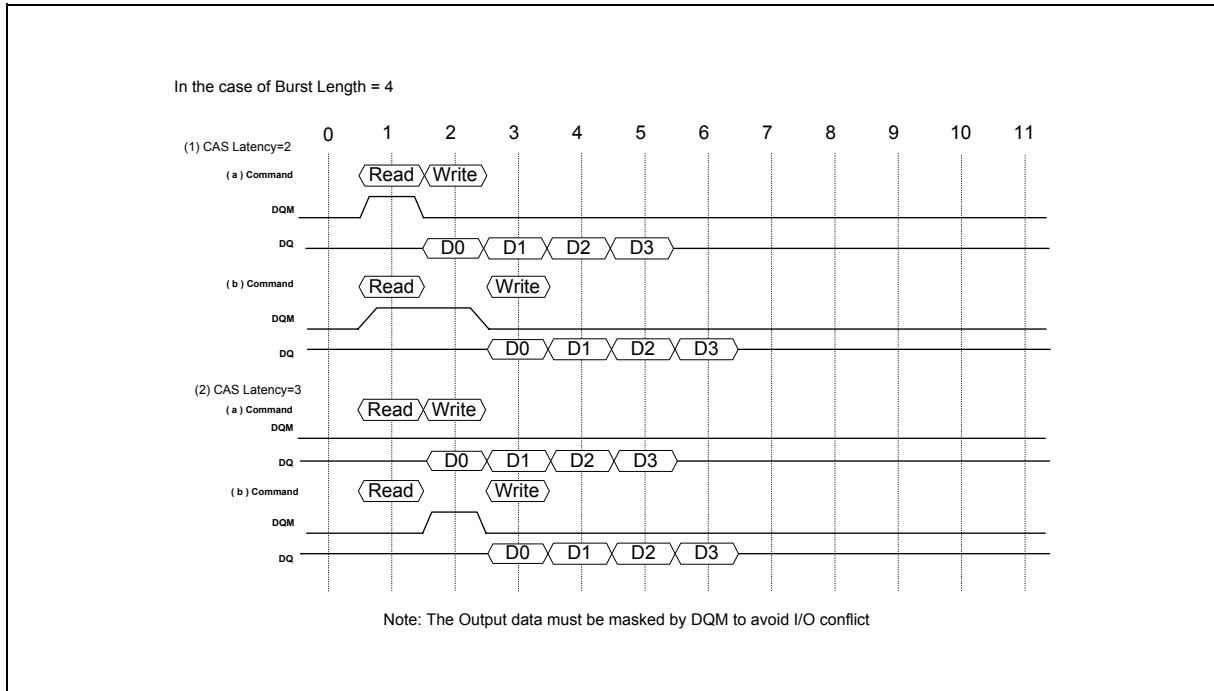 In the case of Burst Length = 4
0 1 2 3 4 5 6 7 8 9 10 11
(1) CAS Latency=2
( a ) Command Read Write
DQM
DQ D0 D1 D2 D3
( b ) Command Read Write
DQM
DQ D0 D1 D2 D3
(2) CAS Latency=3
( a ) Command Read Write
DQM
DQ D0 D1 D2 D3
( b ) Command Read Write
DQM
DQ D0 D1 D2 D3
Note: The Output data must be masked by DQM to avoid I/O conflict